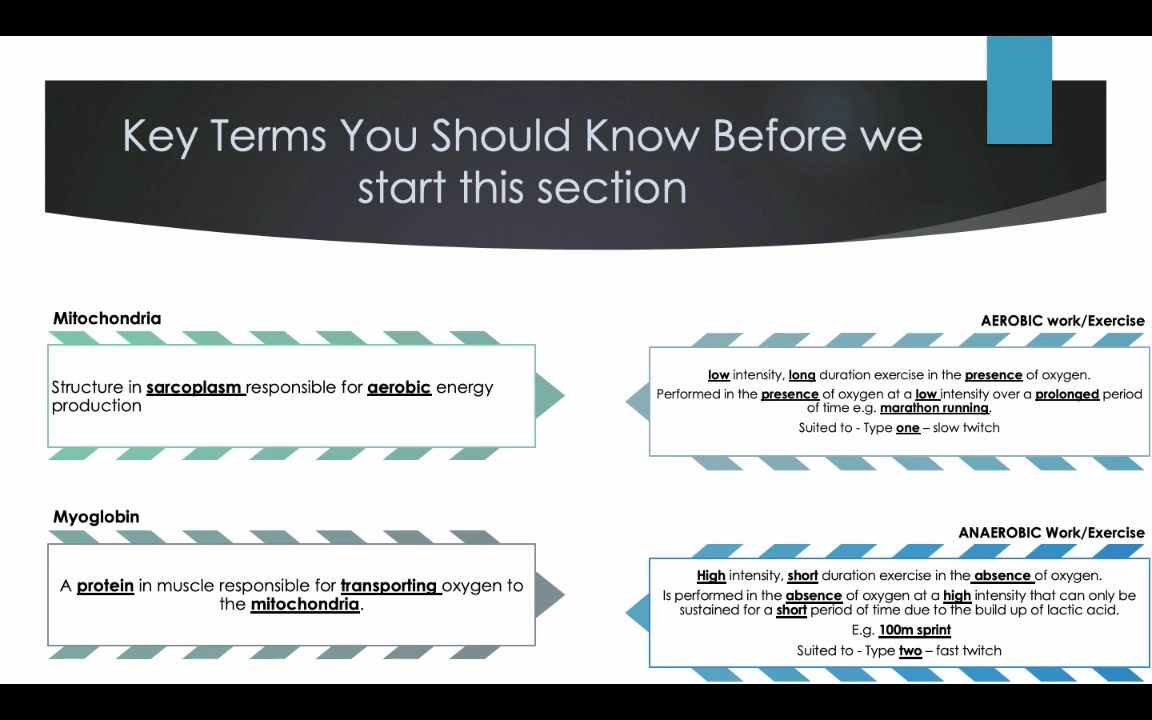 Key Terms You Should Know Before we
start this section
Mitochondria
Structure in sarcoplasm responsible for aerobic energy
production
Myoglobin
A protein in muscle responsible for transporting oxygen to
the mitochondria.
AEROBIC work/Exercise
low intensity, long duration exercise in the presence of oxygen.
Performed in the presence of oxygen at a low intensity over a prolonged period
of time e.g. marathon running.
Suited to - Type one – slow twitch
ANAEROBIC Work/Exercise
High intensity, short duration exercise in the absence of oxygen.
Is performed in the absence of oxygen at a high intensity that can only be
sustained for a short period of time due to the build up of lactic acid.
E.g. 100m sprint
Suited to - Type two – fast twitch